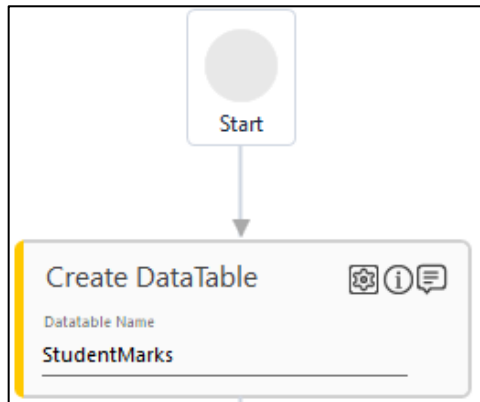 Start
Create DataTable
Datatable Name
StudentMarks